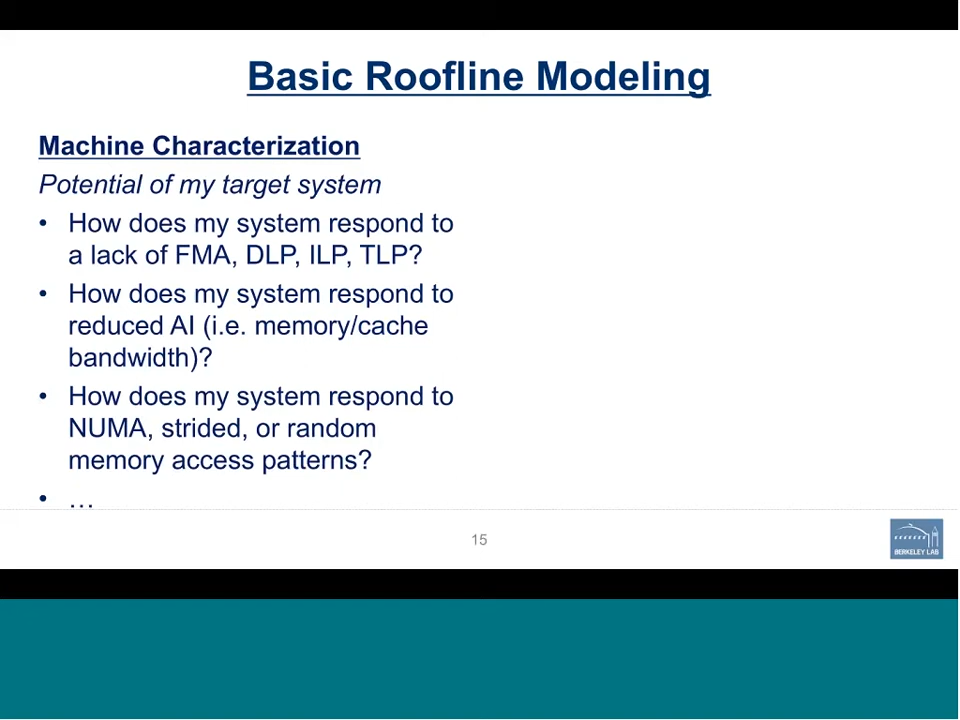 Basic Roofline Modeling
Machine Characterization
Potential of my target system
• How does my system respond to
a lack of FMA, DLP, ILP, TLP?
• How does my system respond to
reduced AI (i.e. memory/cache
bandwidth)?
• How does my system respond to
NUMA, strided, or random
memory access patterns?
• …
15
BERKELEY LAB